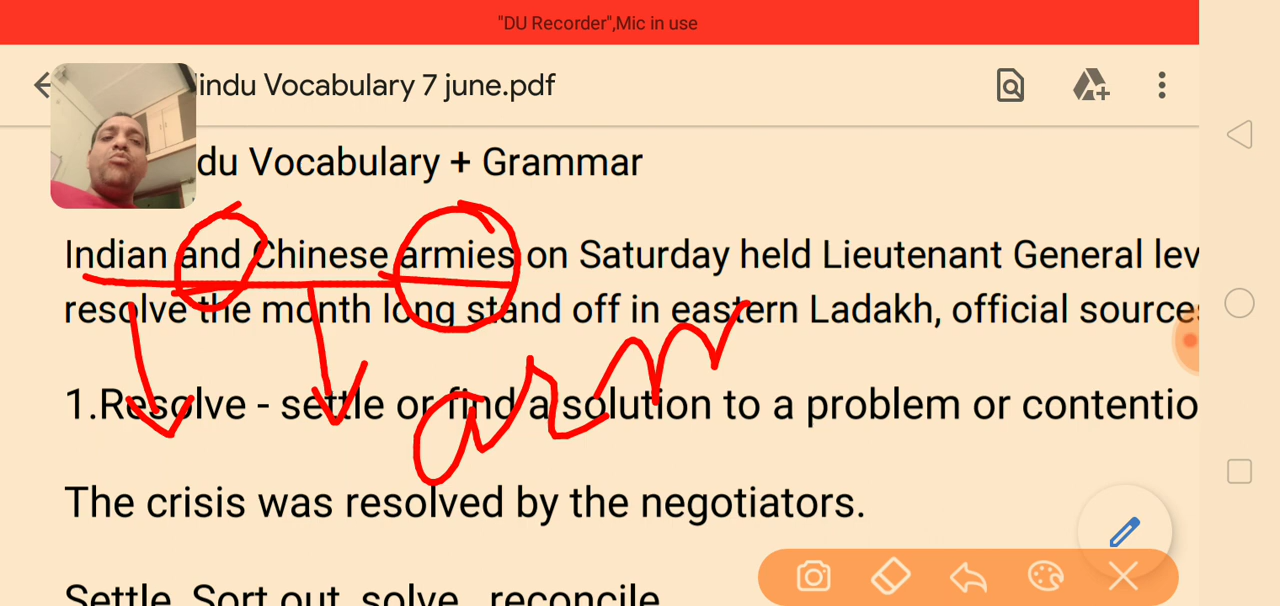 "DU Recorder",Mic in use
indu Vocabulary 7 june.pdf
du Vocabulary + Grammar
Indian and Chinese armies on Saturday held Lieutenant General lev
resolve the month long stand off in eastern Ladakh, official sources
arm
1.Resolve - settle or find a solution to a problem or contentio
The crisis was resolved by the negotiators.
Settle, Sort out, solve, reconcile